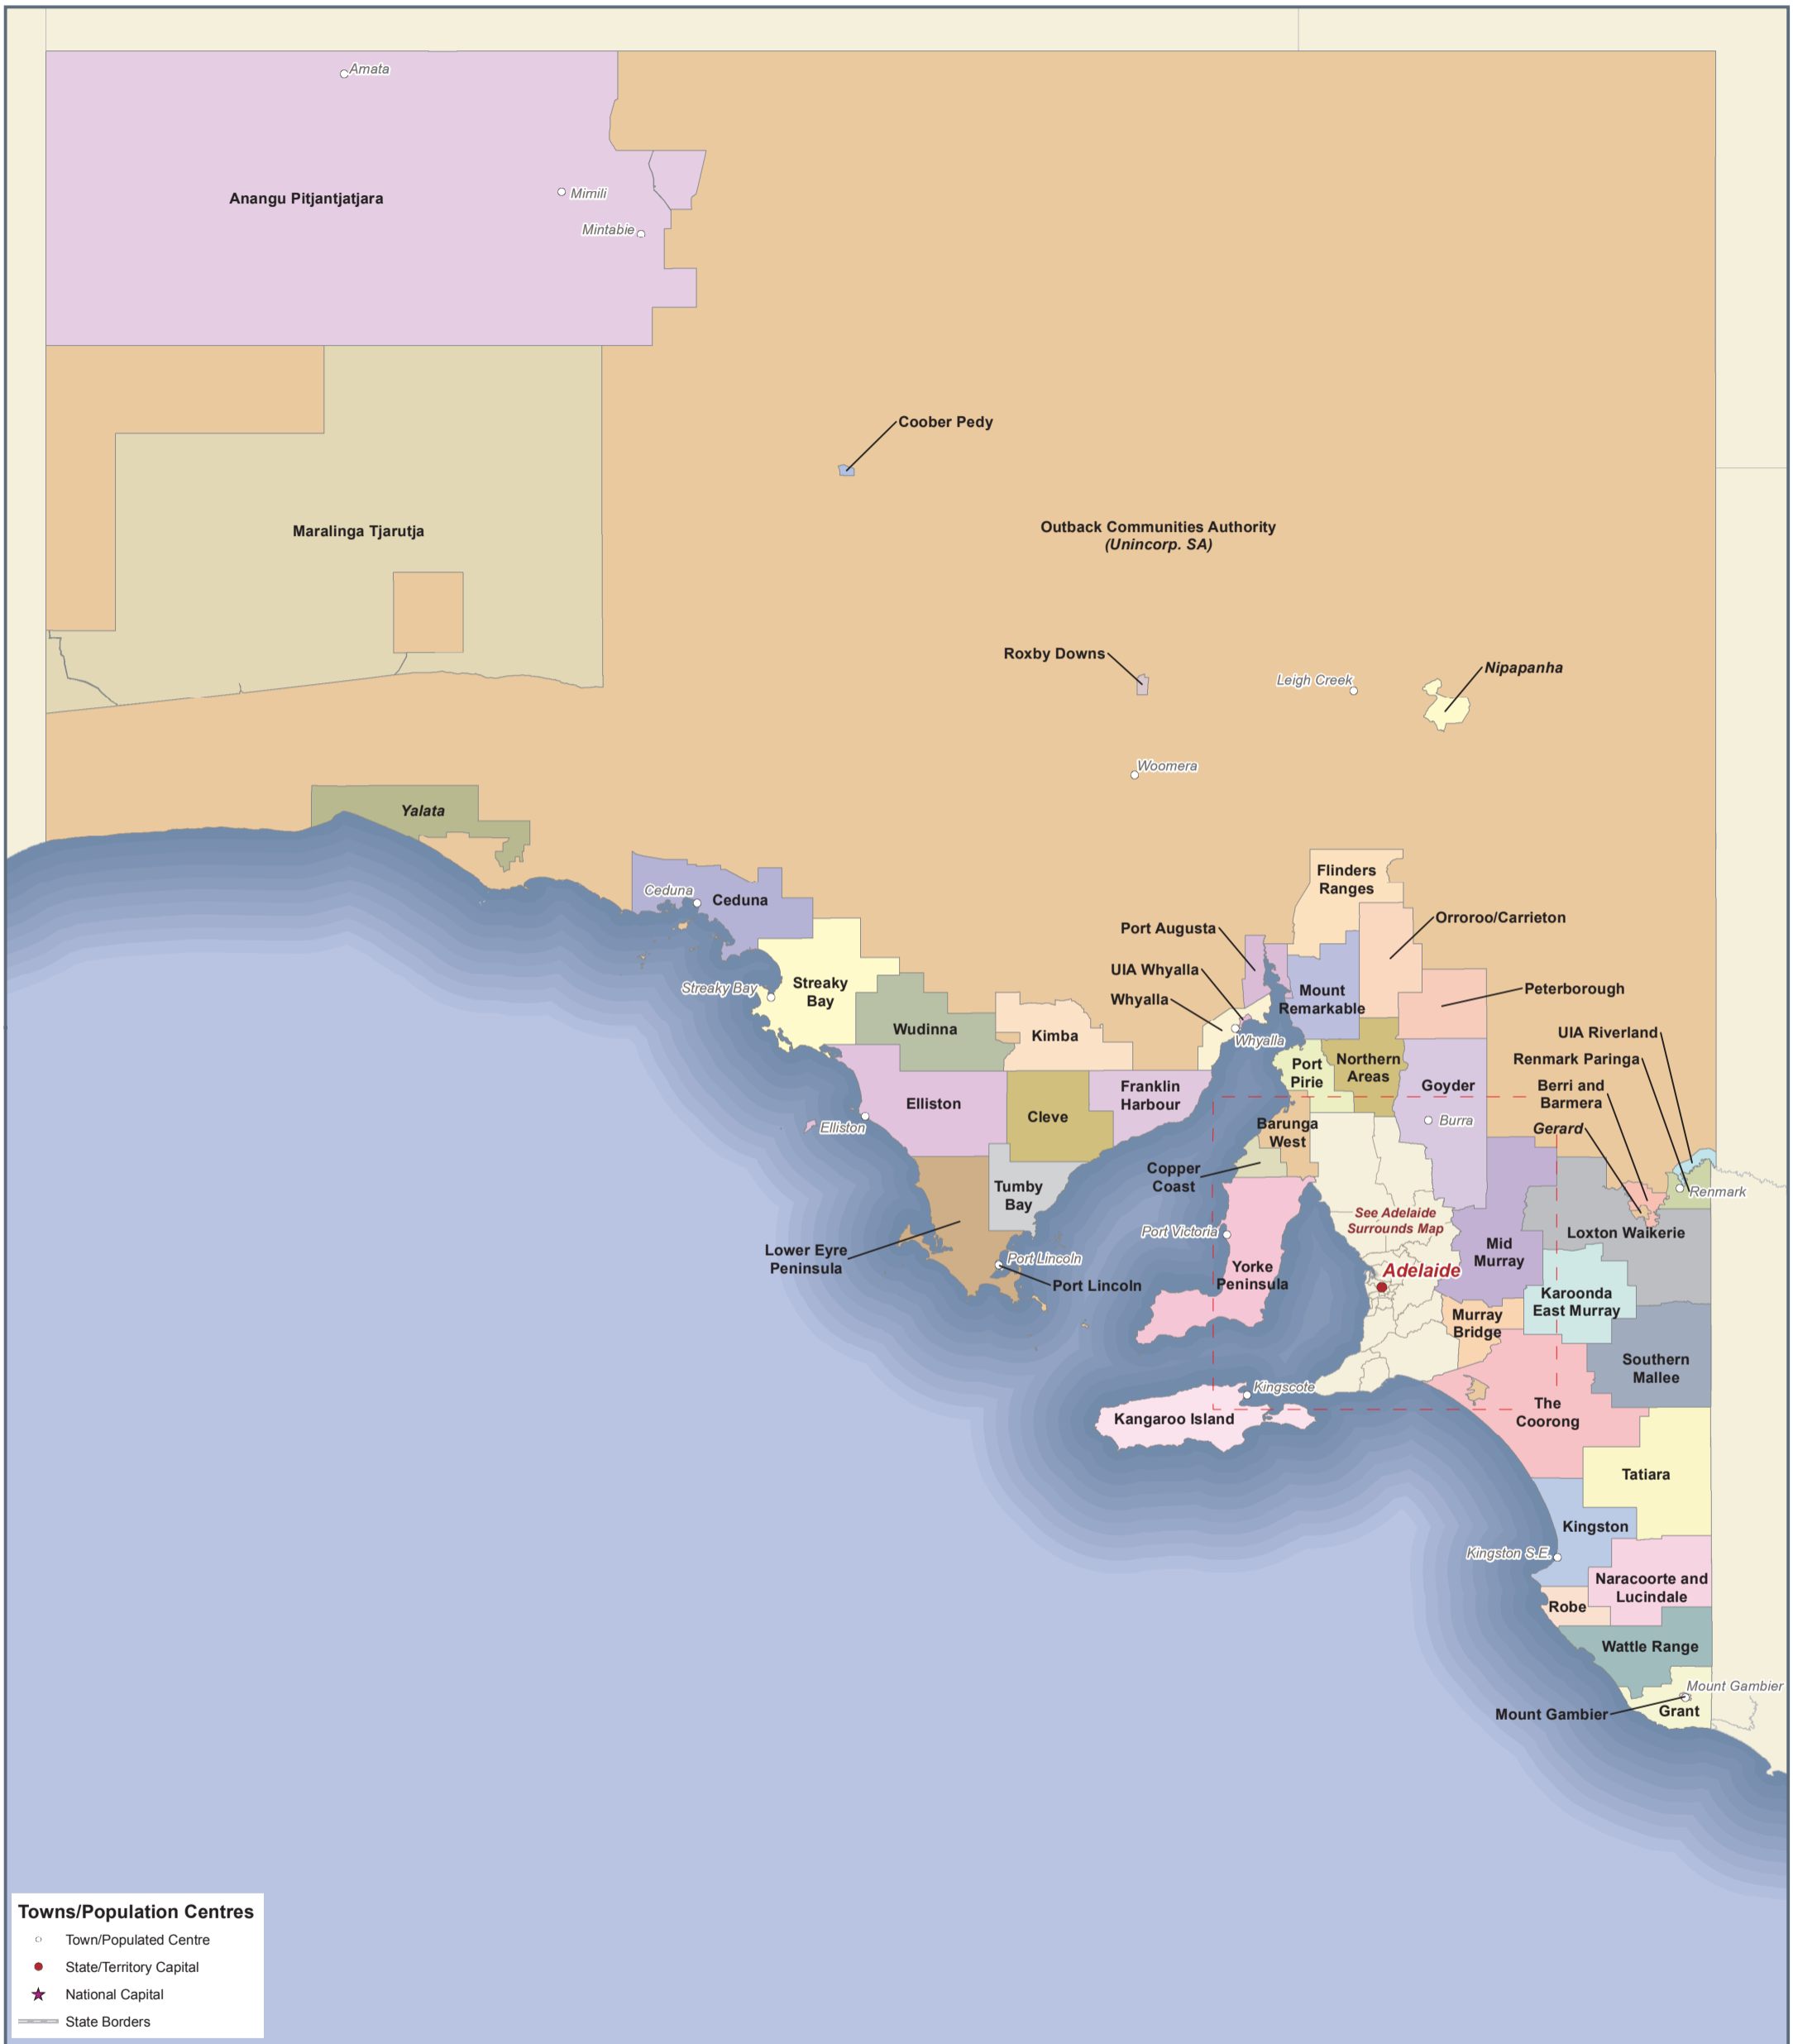 Amata
Anangu Pitjantjatjara
Mimili
Mintabie
Coober Pedy
Maralinga Tjarutja
Outback Communities Authority
(Unincorp. SA)
Roxby Downs
Leigh Creek
Nipapanha
Woomera
Yalata
Flinders
Ranges
Ceduna
Ceduna
Orroroo/Carrieton
Port Augusta
UIA Whyalla
Streaky Bay
Streaky
Bay
Mount
Remarkable
Peterborough
Whyalla
Wudinna
Kimba
Whyalla
UIA Riverland
Port
Pirie
Northern
Areas
Renmark Paringa
Franklin
Harbour
Goyder
Berri and
Barmera
Elliston
Cleve
Elliston
Barunga
West
Burra
Gerard
Copper
Coast
Tumby
Bay
Renmark
See Adelaide
Surrounds Map
Port Victoria
Loxton Waikerie
Lower Eyre
Peninsula
Port Lincoln
Mid
Murray
Port Lincoln
Yorke
Peninsula
Adelaide
Karoonda
East Murray
Murray
Bridge
Southern
Mallee
Kingscote
Kangaroo Island
The
Coorong
Tatiara
Kingston
Kingston S.E.
Naracoorte and
Lucindale
Robe
Wattle Range
Mount Gambier
Mount Gambier
Grant
Towns/Population Centres
Town/Populated Centre
State/Territory Capital
National Capital
State Borders